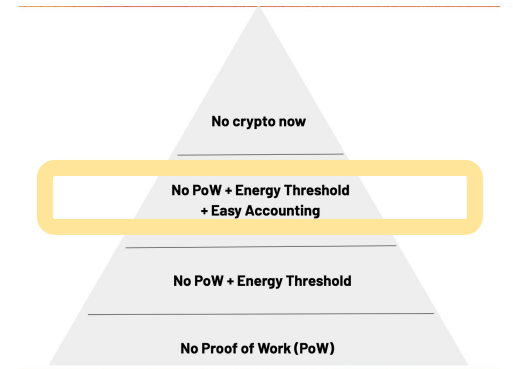 No crypto now
No PoW + Energy Threshold
+ Easy Accounting
No PoW + Energy Threshold
No Proof of Work (PoW)